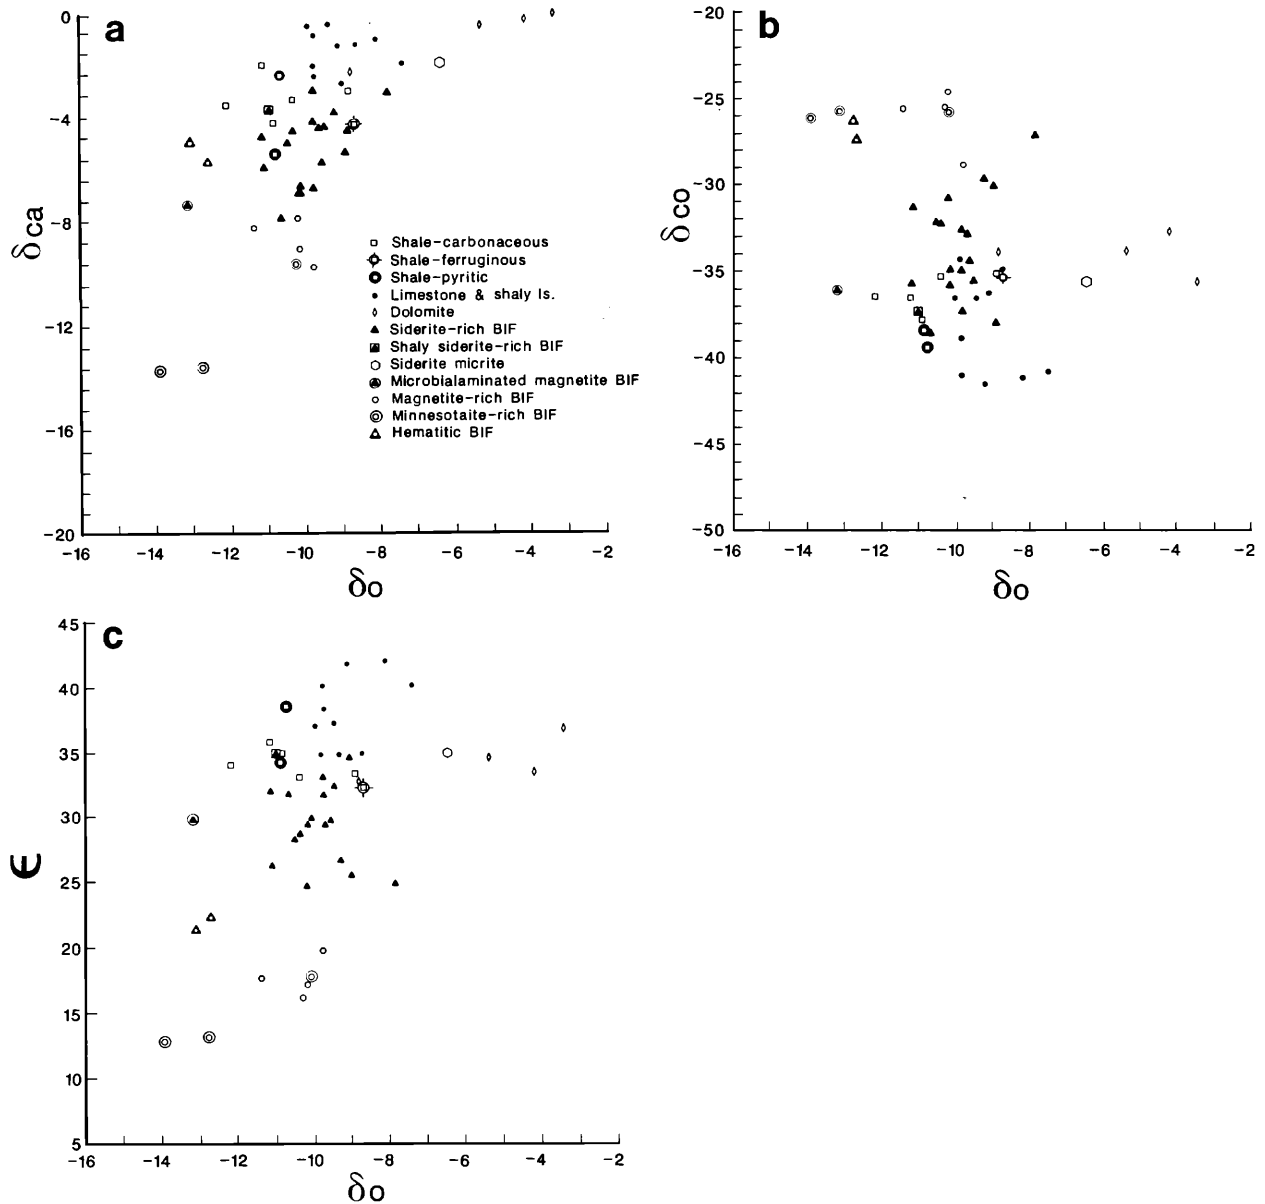 a
0
-4
-8
-12
-16
-20
δca
-16
-14
-12
-10
-8
-6
-4
-2
δo
Shale-carbonaceous
Shale-ferruginous
Shale-pyritic
Limestone & shaly ls.
Dolomite
Siderite-rich BIF
Shaly siderite-rich BIF
Siderite micrite
Microbialaminated magnetite BIF
Magnetite-rich BIF
Minnesotaite-rich BIF
Hematitic BIF
b
-20
-25
-30
-35
-40
-45
-50
δco
-16
-14
-12
-10
-8
-6
-4
-2
δo
c
45
40
35
30
25
20
15
10
5
ϵ
-16
-14
-12
-10
-8
-6
-4
-2
δo